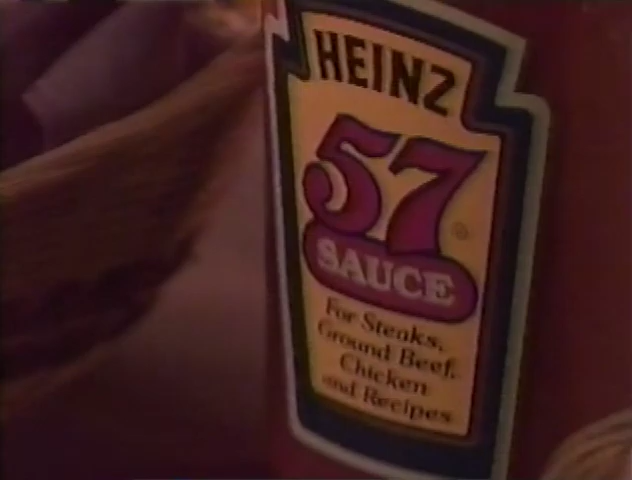 HEINZ
57
SAUCE
For Steaks,
Ground Beef,
Chicken
and Recipes